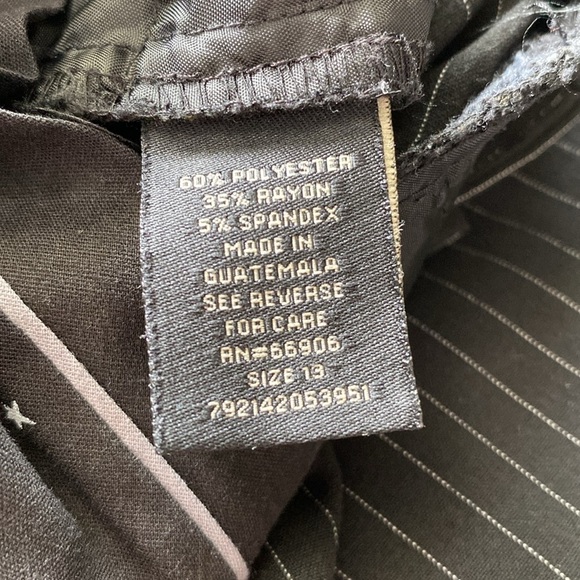 60% POLYESTER
35% RAYON
5% SPANDEX
MADE IN
GUATEMALA
SEE REVERSE
FOR CARE
RN#66906
SIZE 13
792142053951